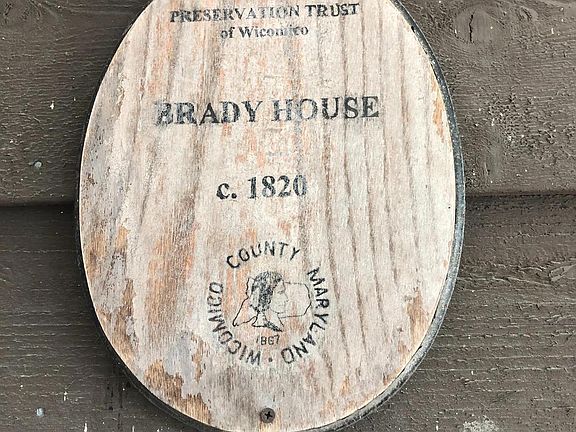 PRESERVATION TRUST
of Wicomico
BRADY HOUSE
c. 1820
WICOMICO COUNTY MARYLAND
1867